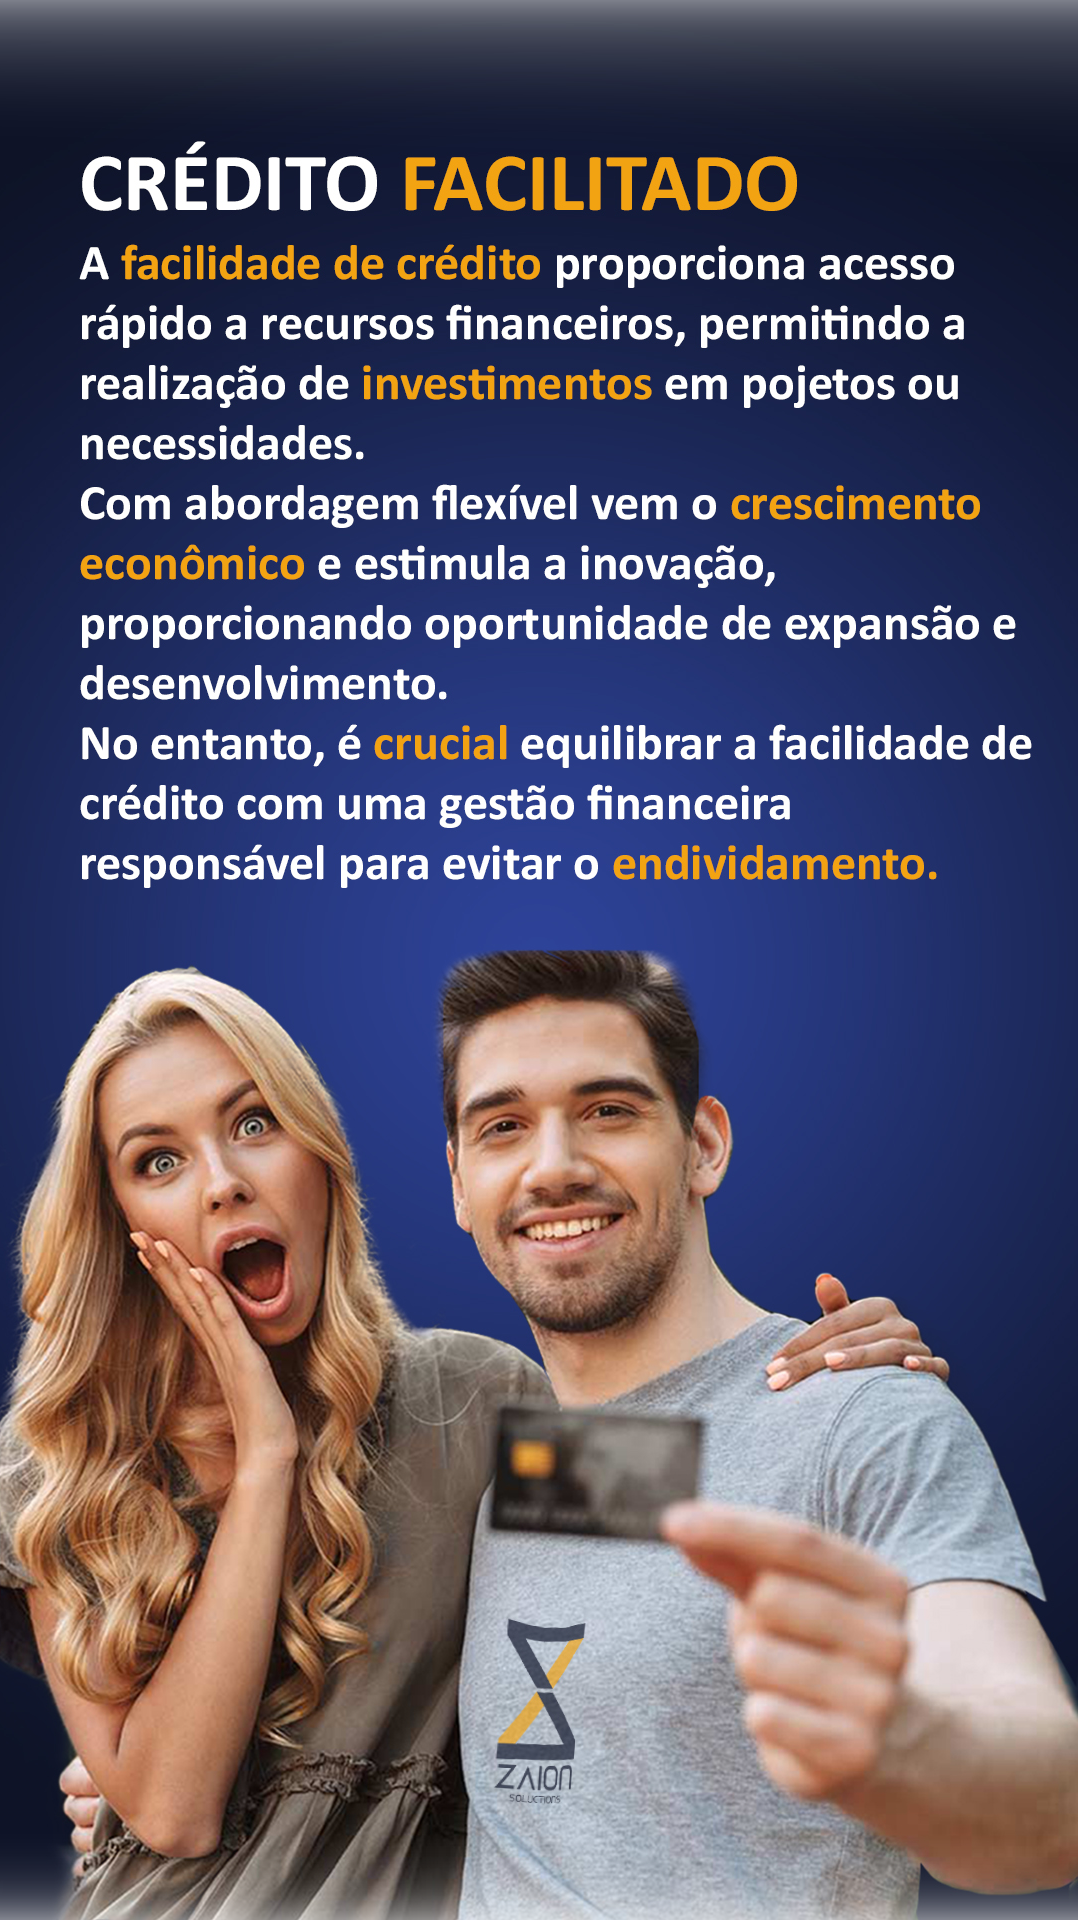 CRÉDITO FACILITADO
A facilidade de crédito proporciona acesso
rápido a recursos financeiros, permitindo a
realização de investimentos em pojetos ou
necessidades.
Com abordagem flexível vem o crescimento
econômico e estimula a inovação,
proporcionando oportunidade de expansão e
desenvolvimento.
No entanto, é crucial equilibrar a facilidade de
crédito com uma gestão financeira
responsável para evitar o endividamento.
ZAION
SOLUCTIONS